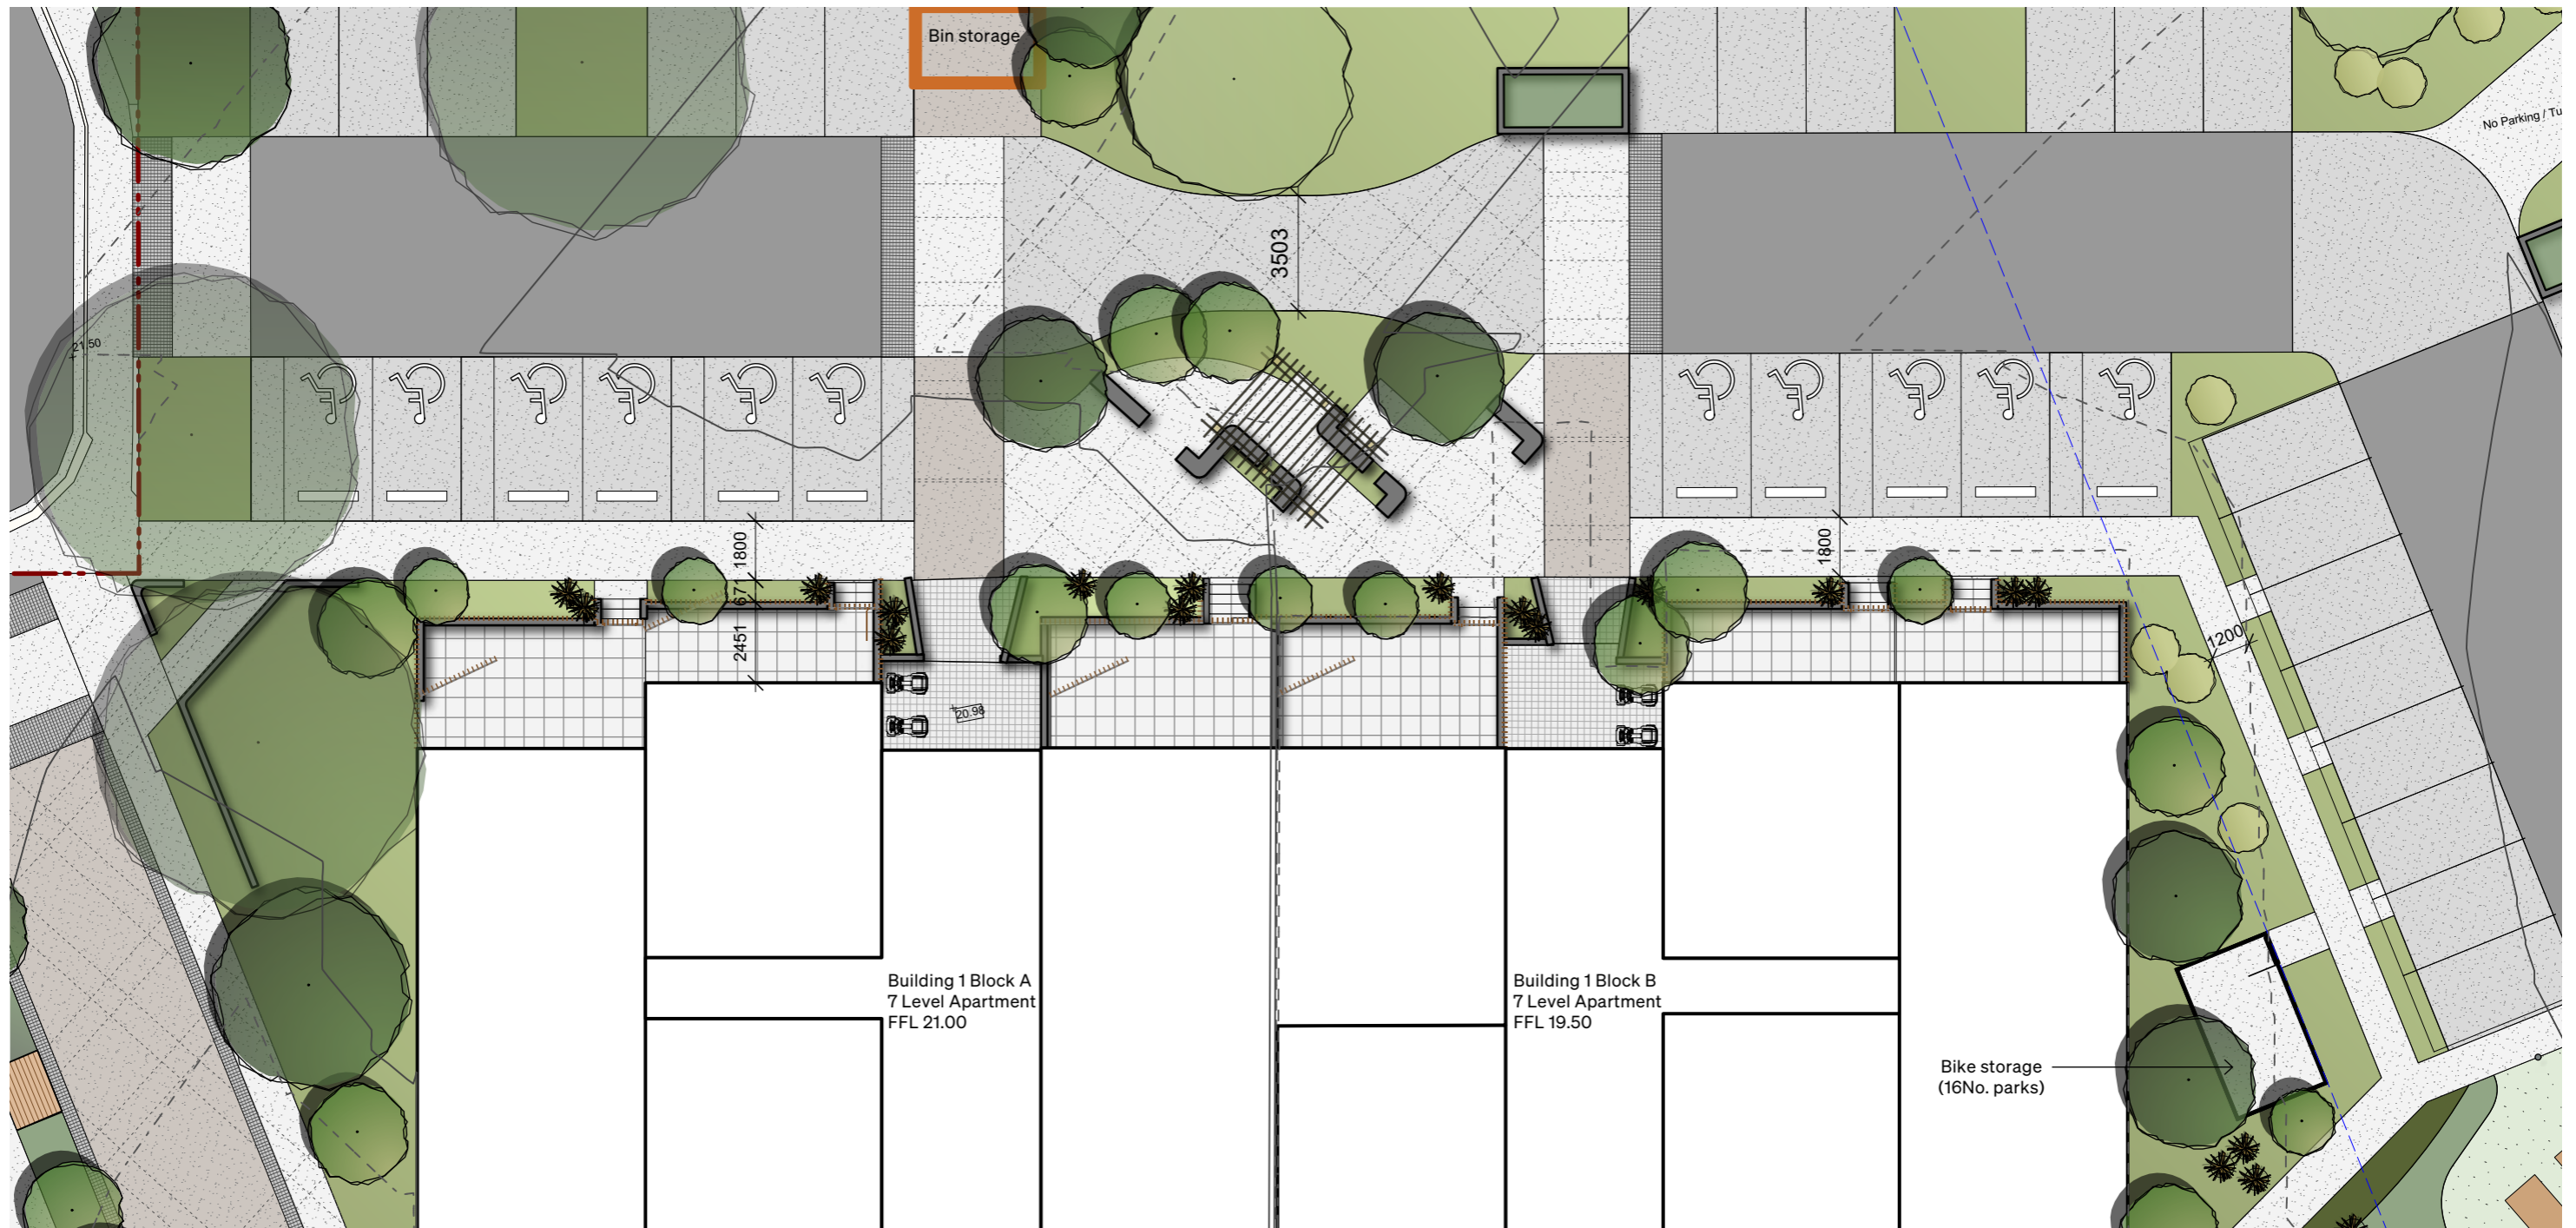 Bin storage
No Parking / Tu
3503
21.50
1800
1800
671
2451
1200
20.98
Building 1 Block A
7 Level Apartment
FFL 21.00
Building 1 Block B
7 Level Apartment
FFL 19.50
Bike storage
(16No. parks)